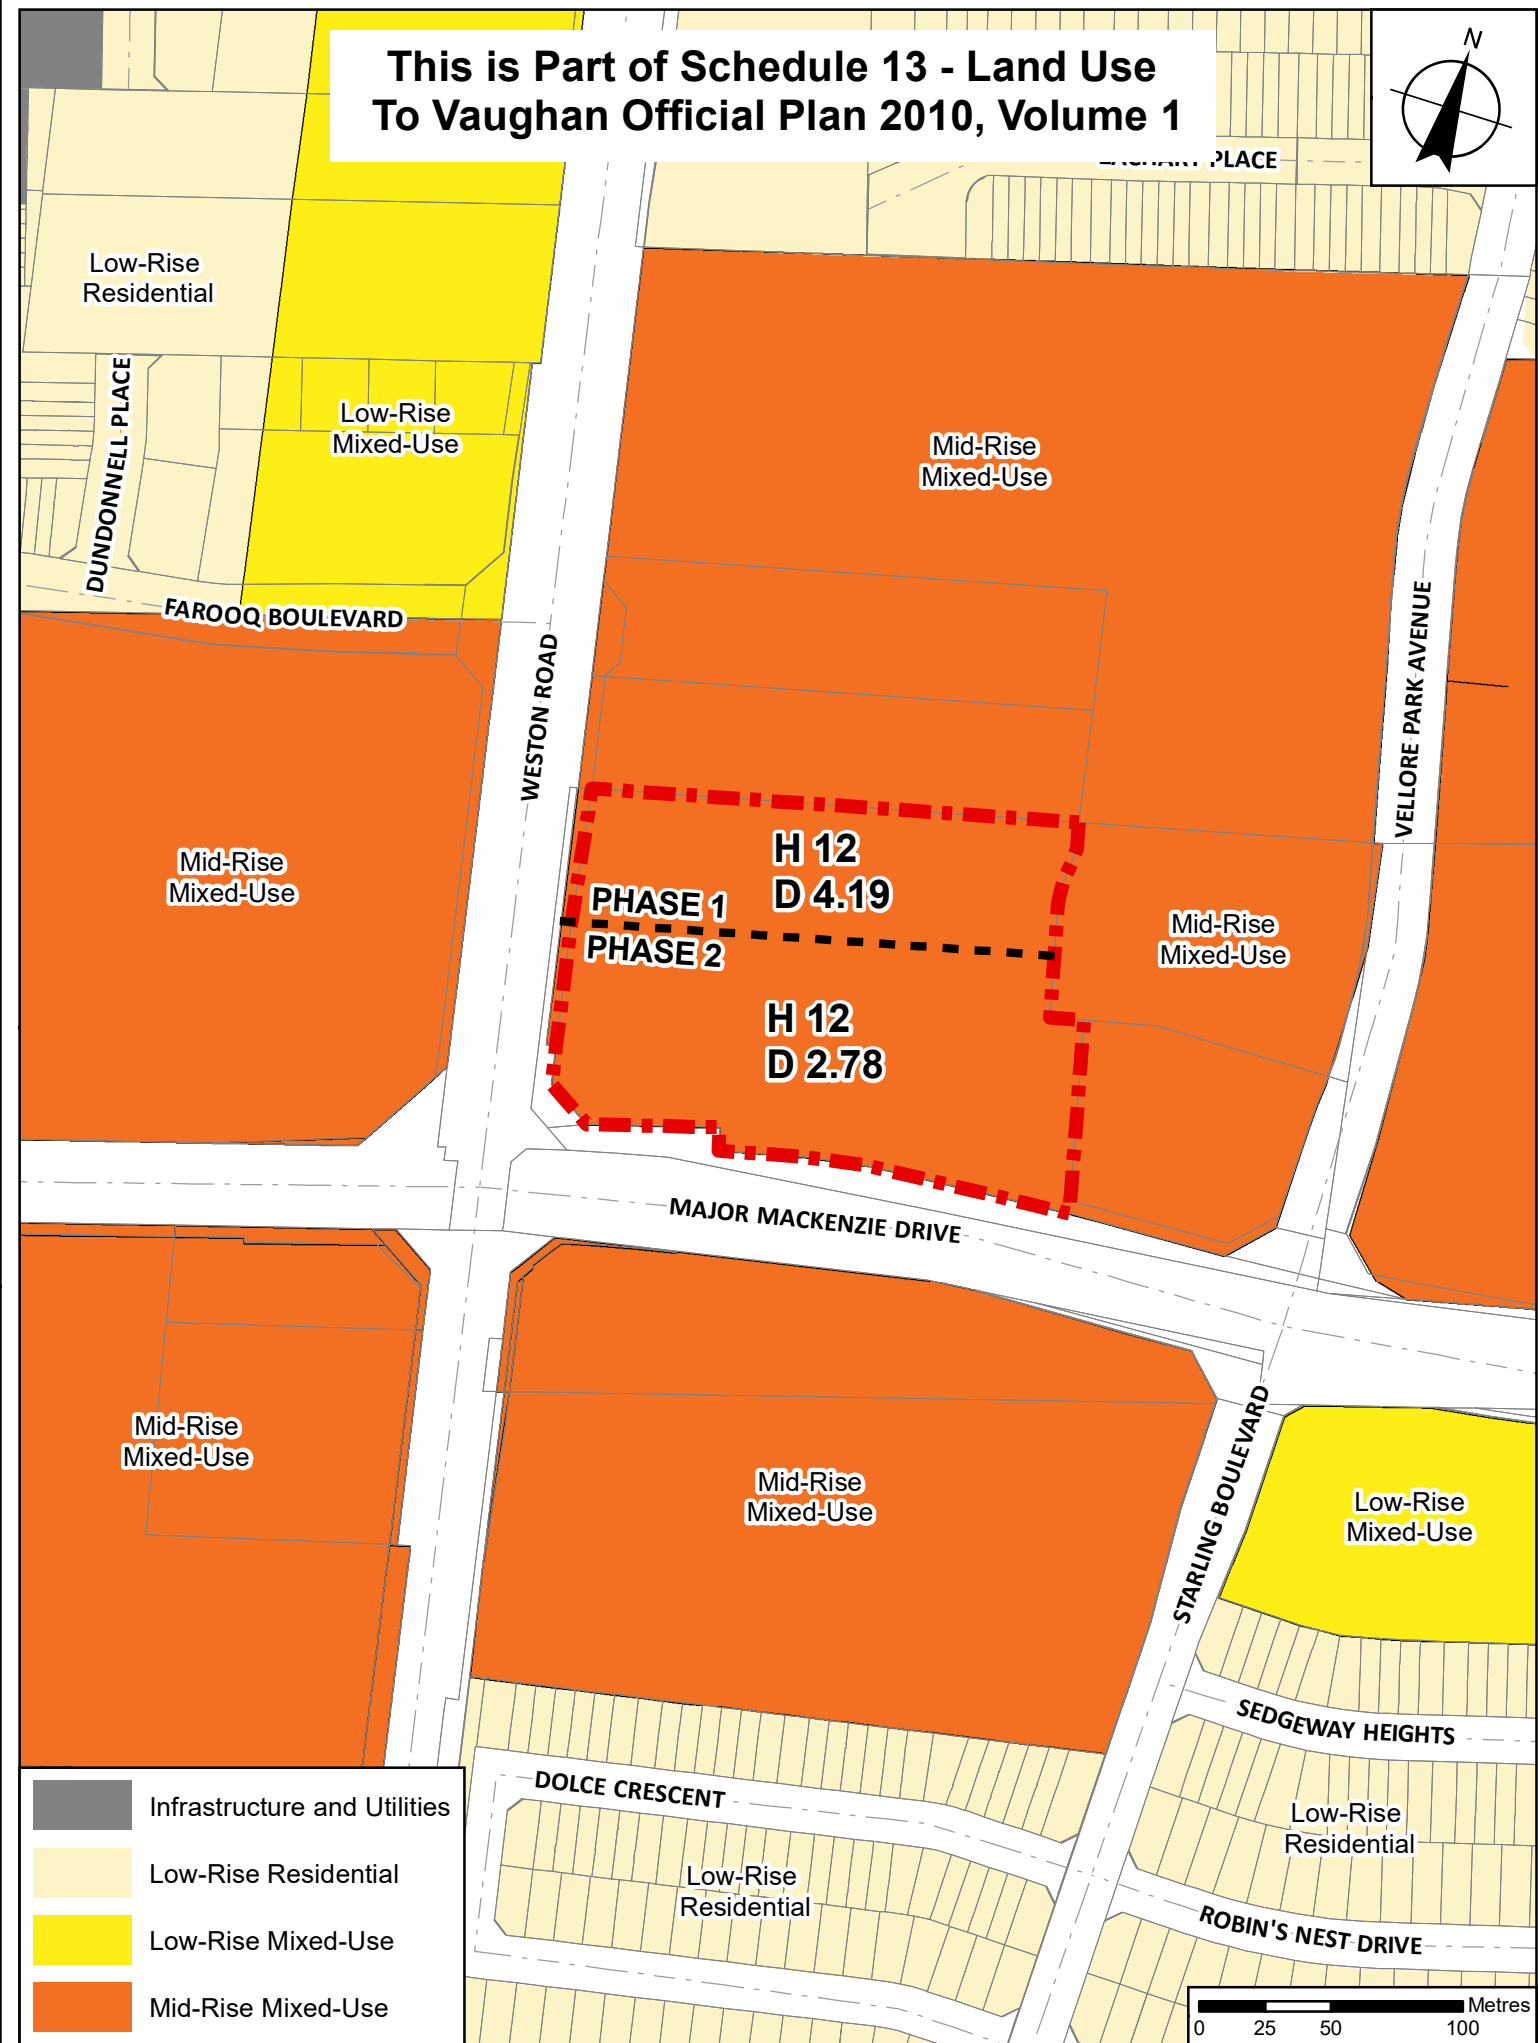 This is Part of Schedule 13 - Land Use
To Vaughan Official Plan 2010, Volume 1
N
PLACE
Low-Rise
Residential
DUNDONNELL PLACE
Low-Rise
Mixed-Use
Mid-Rise
Mixed-Use
FAROOQ BOULEVARD
WESTON ROAD
VELLORE PARK AVENUE
Mid-Rise
Mixed-Use
H 12
D 4.19
PHASE 1
PHASE 2
Mid-Rise
Mixed-Use
H 12
D 2.78
MAJOR MACKENZIE DRIVE
Mid-Rise
Mixed-Use
Mid-Rise
Mixed-Use
STARLING BOULEVARD
Low-Rise
Mixed-Use
SEDGEWAY HEIGHTS
DOLCE CRESCENT
Low-Rise
Residential
Low-Rise
Residential
ROBIN'S NEST DRIVE
Infrastructure and Utilities
Low-Rise Residential
Low-Rise Mixed-Use
Mid-Rise Mixed-Use
Metres
0 25 50 100